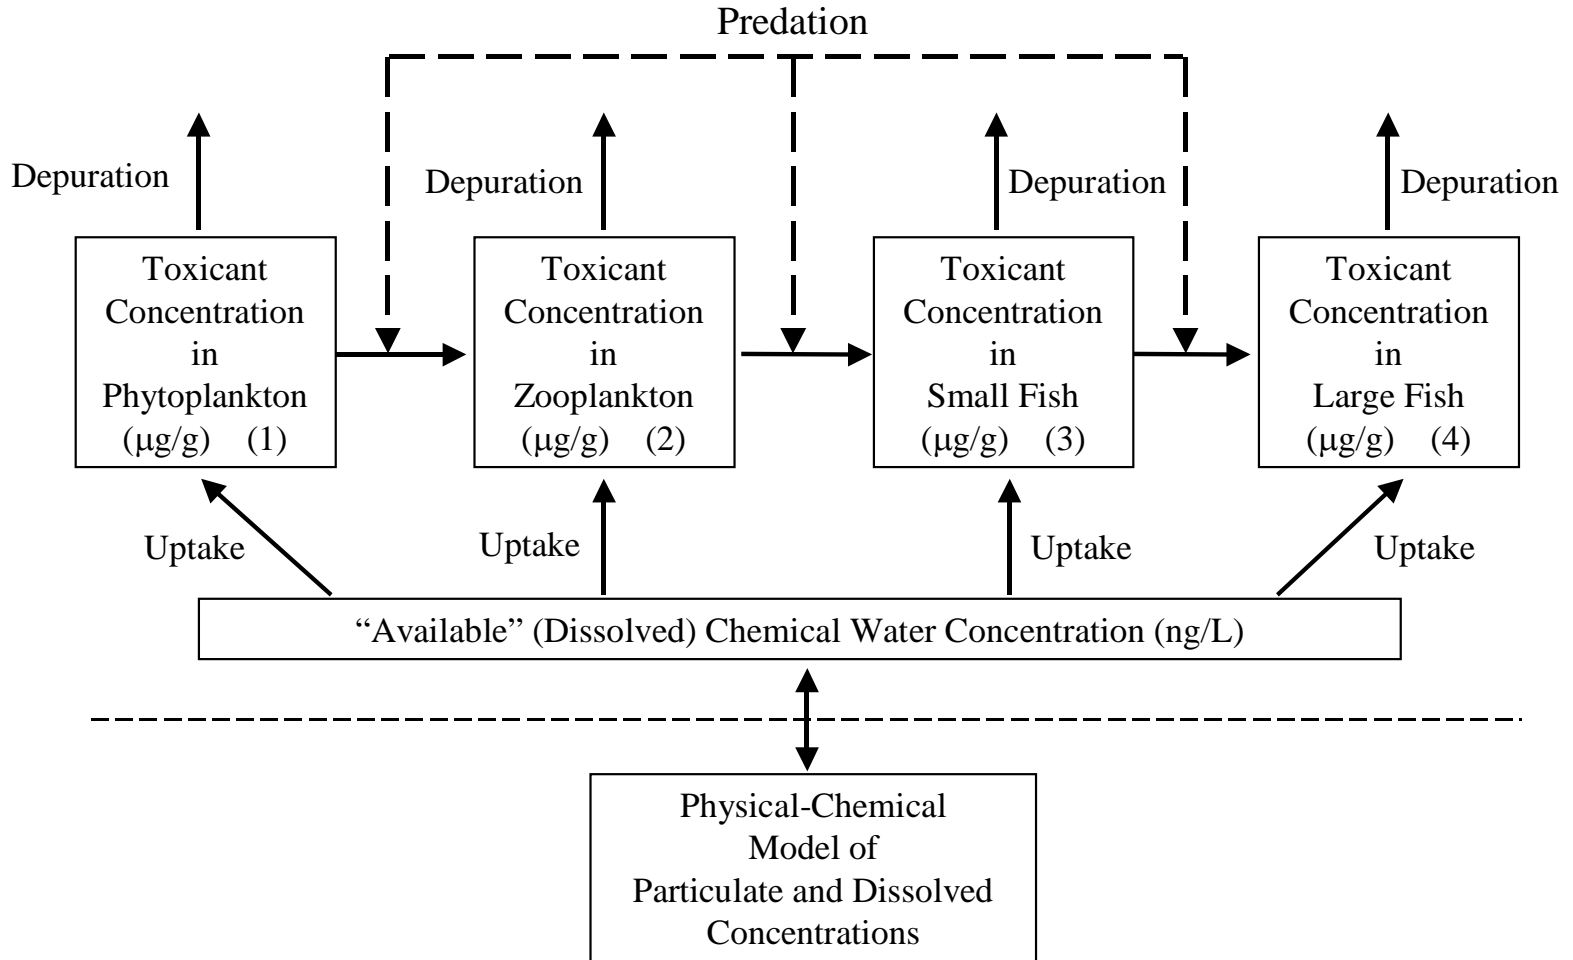 Predation
Depuration
Depuration
Depuration
Depuration
Toxicant
Concentration
in
Phytoplankton
(μg/g) (1)
Toxicant
Concentration
in
Zooplankton
(μg/g) (2)
Toxicant
Concentration
in
Small Fish
(μg/g) (3)
Toxicant
Concentration
in
Large Fish
(μg/g) (4)
Uptake
Uptake
Uptake
Uptake
“Available” (Dissolved) Chemical Water Concentration (ng/L)
Physical-Chemical
Model of
Particulate and Dissolved
Concentrations